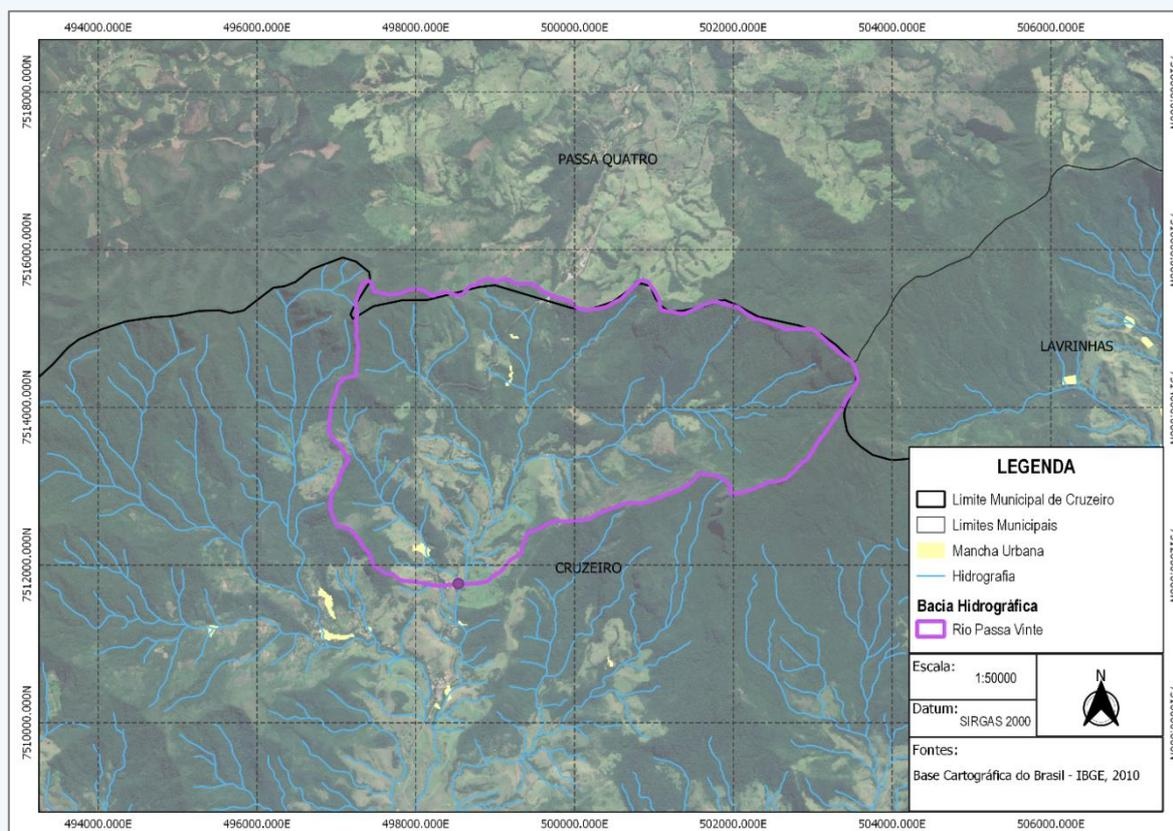 494000.000E 496000.000E 498000.000E 500000.000E 502000.000E 504000.000E 506000.000E
7518000.000N
PASSA QUATRO
7516000.000N
LAVRINHAS
7514000.000N
LEGENDA
Limite Municipal de Cruzeiro
Limites Municipais
Mancha Urbana
Hidrografia
Bacia Hidrográfica
Rio Passa Vinte
7512000.000N
CRUZEIRO
Escala:
1:50000
N
Datum:
SIRGAS 2000
7510000.000N
Fontes:
Base Cartográfica do Brasil - IBGE, 2010
494000.000E 496000.000E 498000.000E 500000.000E 502000.000E 504000.000E 506000.000E